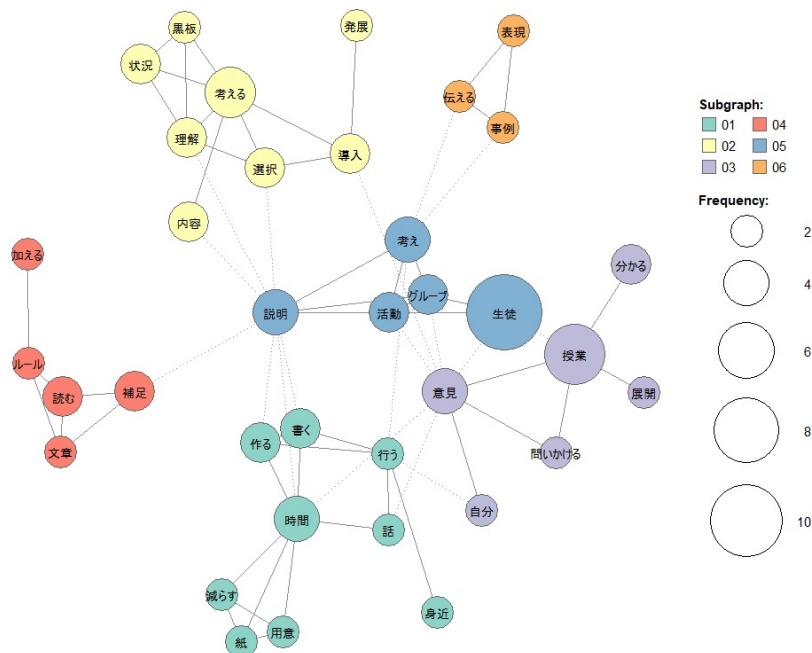 黒板
発展
表現
状況
考える
伝える
事例
理解
選択
導入
内容
考え
加える
分かる
グループ
説明
活動
生徒
授業
ルール
読む
補足
意見
展開
文章
作る
書く
行う
問いかける
時間
話
自分
減らす
紙
用意
身近
Subgraph:
01 04
02 05
03 06
Frequency:
2
4
6
8
10